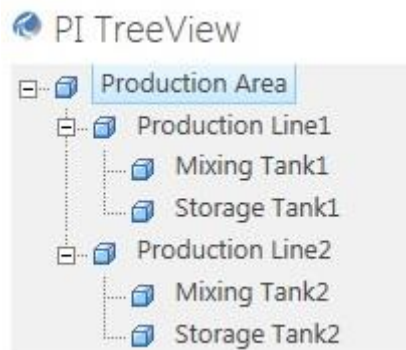 PI TreeView
Production Area
Production Line1
Mixing Tank1
Storage Tank1
Production Line2
Mixing Tank2
Storage Tank2